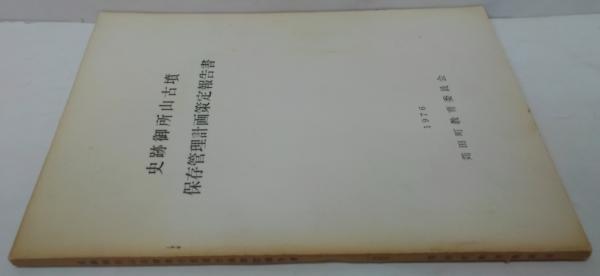 史跡御所山古墳
保存管理計画策定報告書
1976
苅田町教育委員会